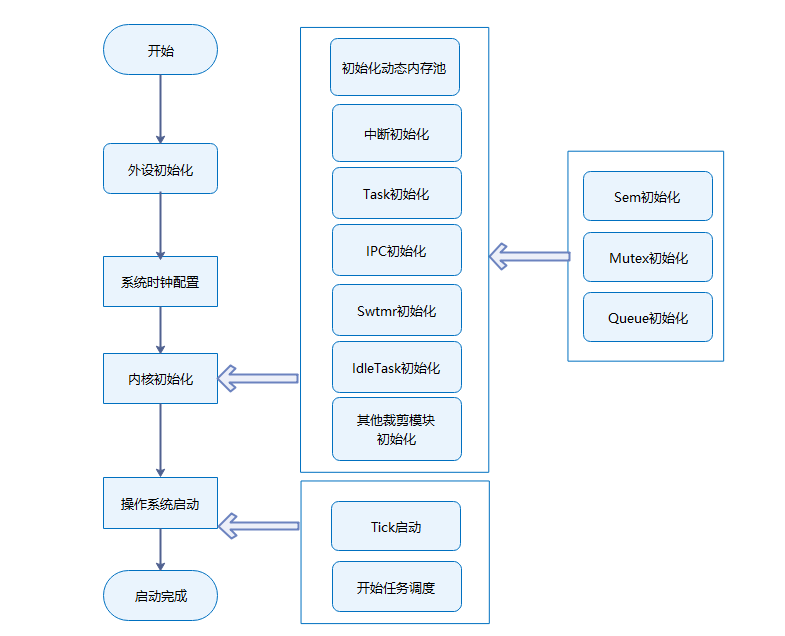 开始
外设初始化
系统时钟配置
内核初始化
操作系统启动
启动完成
初始化动态内存池
中断初始化
Task初始化
IPC初始化
Swtmr初始化
IdleTask初始化
其他裁剪模块
初始化
Tick启动
开始任务调度
Sem初始化
Mutex初始化
Queue初始化